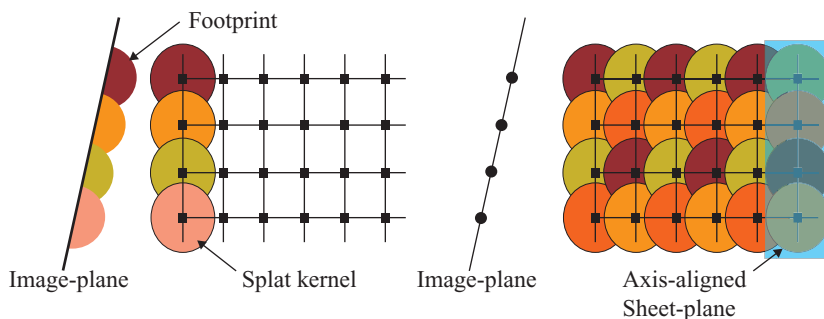 Footprint
Image-plane
Splat kernel
Image-plane
Axis-aligned
Sheet-plane